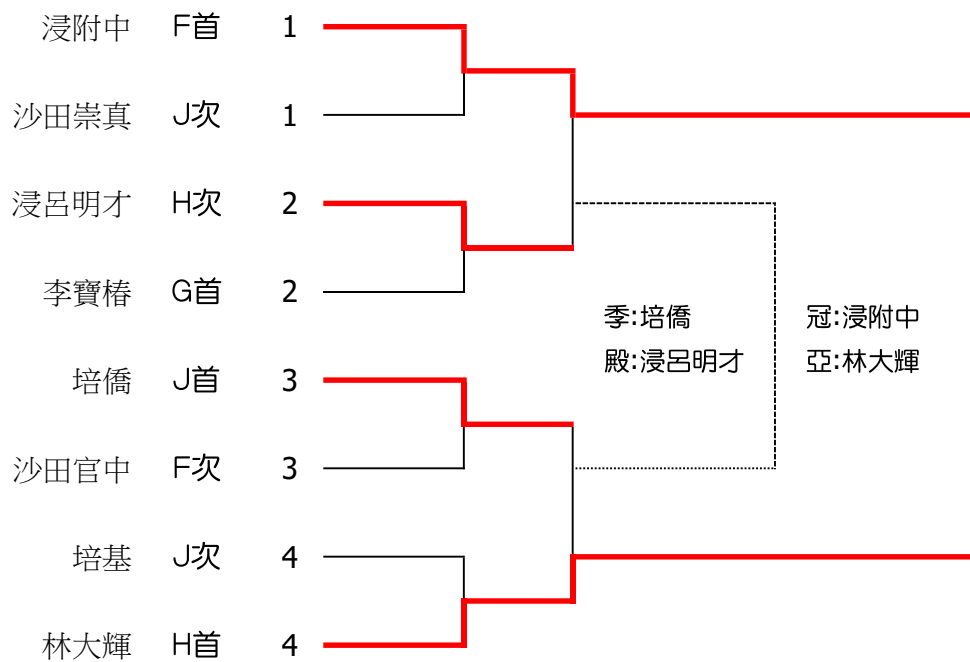 浸附中 F首 1
沙田崇真 J次 1
浸呂明才 H次 2
李寶椿 G首 2
季:培僑 冠:浸附中
殿:浸呂明才 亞:林大輝
培僑 J首 3
沙田官中 F次 3
培基 J次 4
林大輝 H首 4